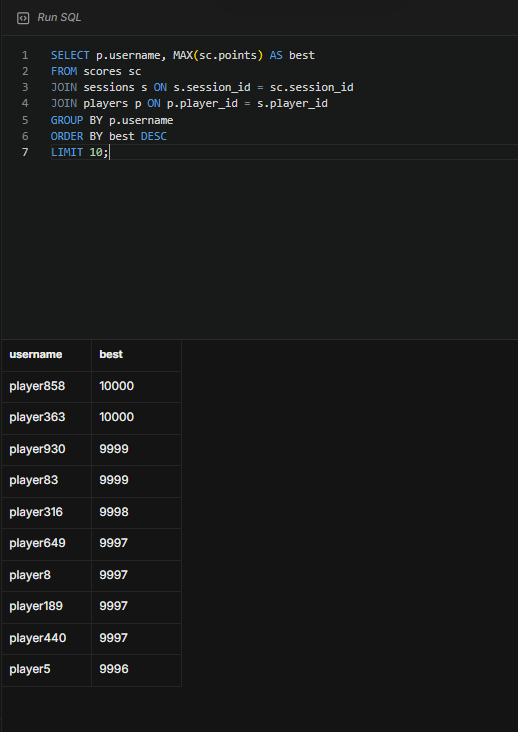 Run SQL
1 SELECT p.username, MAX(sc.points) AS best
2 FROM scores sc
3 JOIN sessions s ON s.session_id = sc.session_id
4 JOIN players p ON p.player_id = s.player_id
5 GROUP BY p.username
6 ORDER BY best DESC
7 LIMIT 10;
username best
player858 10000
player363 10000
player930 9999
player83 9999
player316 9998
player649 9997
player8 9997
player189 9997
player440 9997
player5 9996